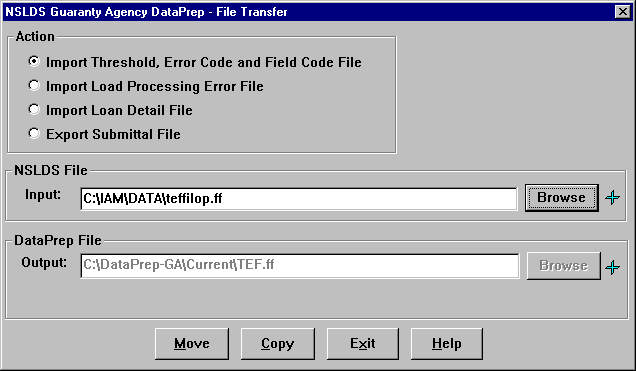 NSLDS Guaranty Agency DataPrep - File Transfer
Action
Import Threshold, Error Code and Field Code File
Import Load Processing Error File
Import Loan Detail File
Export Submittal File
NSLDS File
Input: C:\IAM\DATA\teffilop.ff Browse
DataPrep File
Output: C:\DataPrep-GA\Current\TEF.ff Browse
Move Copy Exit Help